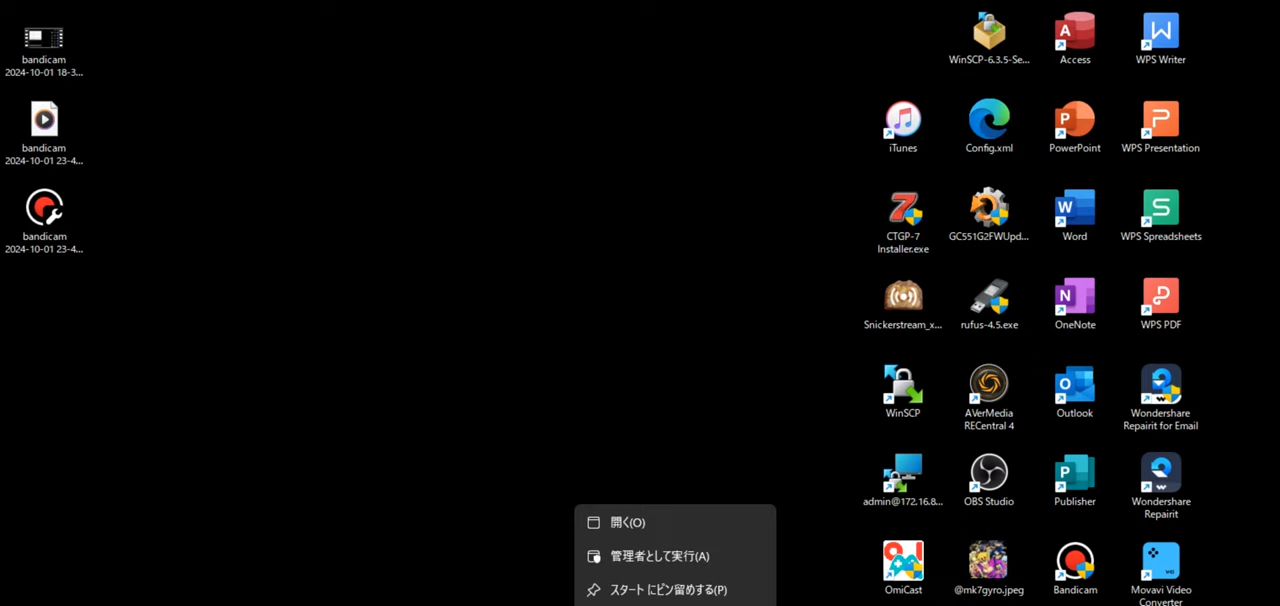 bandicam
2024-10-01 18-3...
bandicam
2024-10-01 23-4...
bandicam
2024-10-01 23-4...
WinSCP-6.3.5-Se...
Access
WPS Writer
iTunes
Config.xml
PowerPoint
WPS Presentation
CTGP-7
Installer.exe
GC551G2FWUpd...
Word
WPS Spreadsheets
Snickerstream_x...
rufus-4.5.exe
OneNote
WPS PDF
WinSCP
AVerMedia
RECentral 4
Outlook
Wondershare
Repairit for Email
admin@172.16.8...
OBS Studio
Publisher
Wondershare
Repairit
OmiCast
@mk7gyro.jpeg
Bandicam
Movavi Video
Converter
開く(O)
管理者として実行(A)
スタート にピン留めする(P)